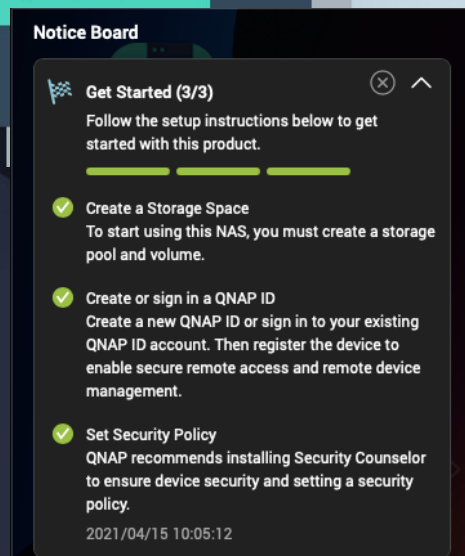 Notice Board
Get Started (3/3)
Follow the setup instructions below to get
started with this product.
Create a Storage Space
To start using this NAS, you must create a storage
pool and volume.
Create or sign in a QNAP ID
Create a new QNAP ID or sign in to your existing
QNAP ID account. Then register the device to
enable secure remote access and remote device
management.
Set Security Policy
QNAP recommends installing Security Counselor
to ensure device security and setting a security
policy.
2021/04/15 10:05:12